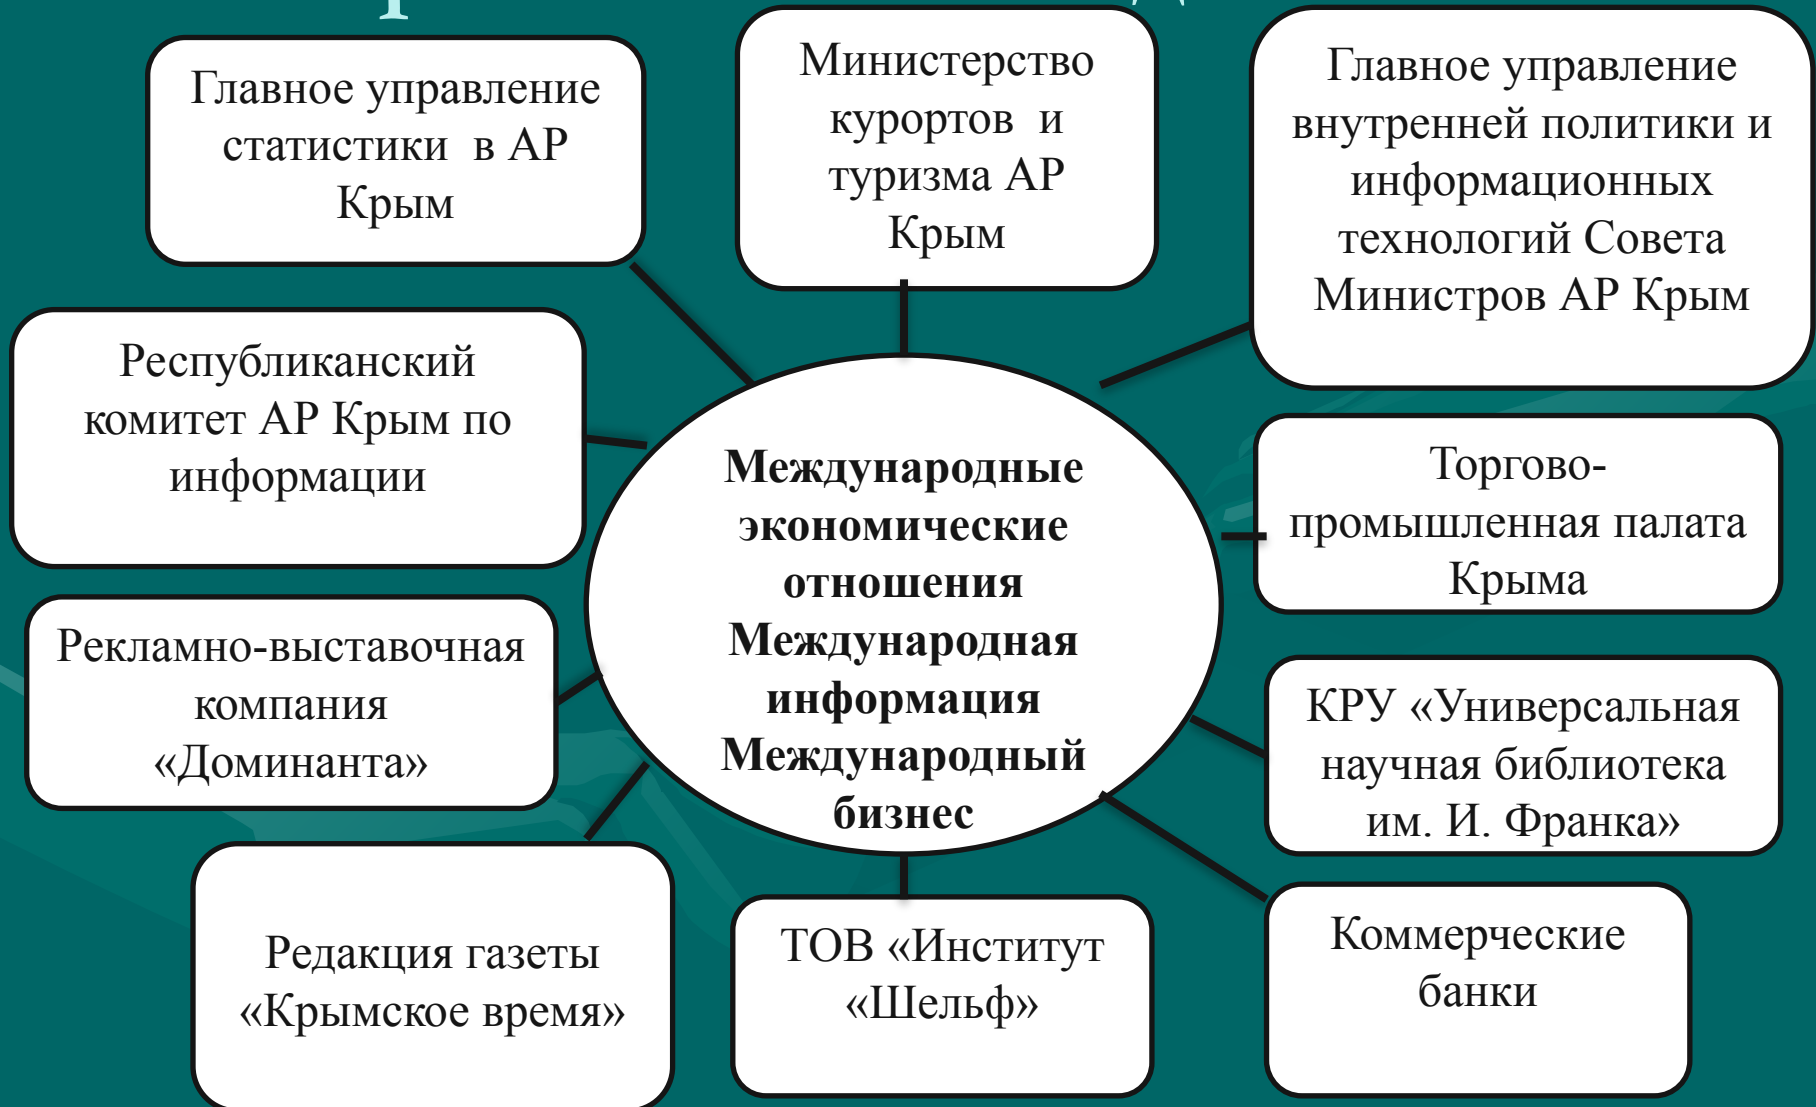 Главное управление
статистики в АР
Крым
Министерство
курортов и
туризма АР
Крым
Главное управление
внутренней политики и
информационных
технологий Совета
Министров АР Крым
Республиканский
комитет АР Крым по
информации
Международные
экономические
отношения
Международная
информация
Международный
бизнес
Торгово-
промышленная палата
Крыма
Рекламно-выставочная
компания
«Доминанта»
КРУ «Универсальная
научная библиотека
им. И. Франка»
Редакция газеты
«Крымское время»
ТОВ «Институт
«Шельф»
Коммерческие
банки